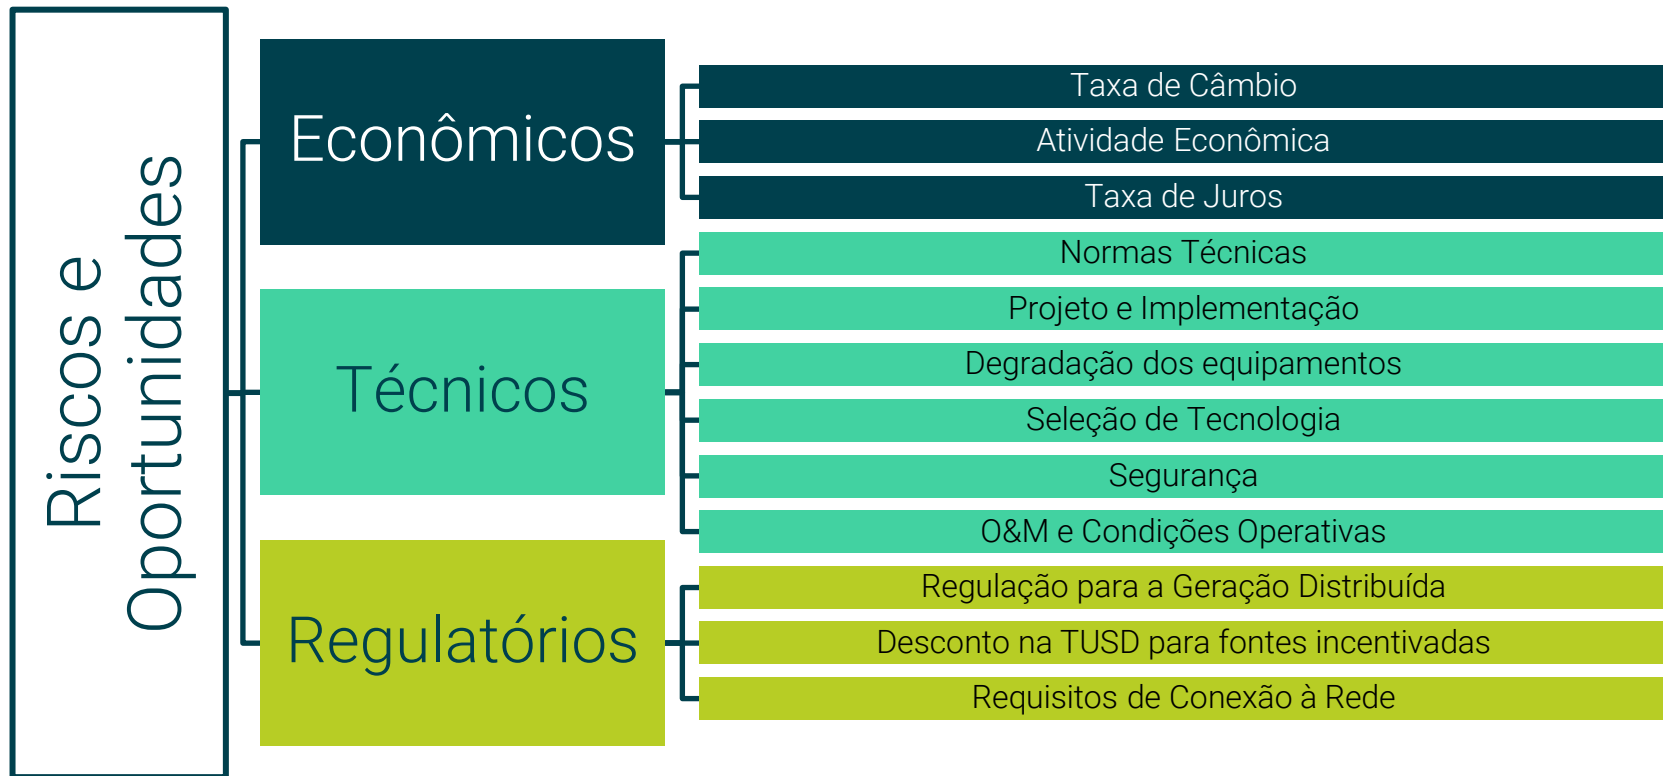 Riscos e
Oportunidades
Econômicos
Taxa de Câmbio
Atividade Econômica
Taxa de Juros
Técnicos
Normas Técnicas
Projeto e Implementação
Degradação dos equipamentos
Seleção de Tecnologia
Segurança
O&M e Condições Operativas
Regulatórios
Regulação para a Geração Distribuída
Desconto na TUSD para fontes incentivadas
Requisitos de Conexão à Rede